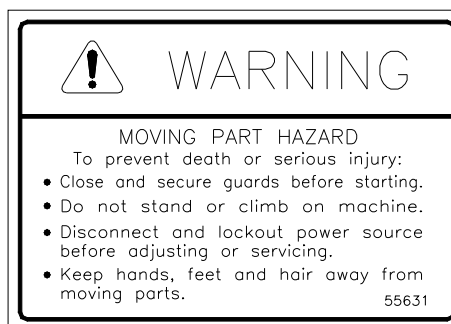 WARNING
MOVING PART HAZARD
To prevent death or serious injury:
• Close and secure guards before starting.
• Do not stand or climb on machine.
• Disconnect and lockout power source
before adjusting or servicing.
• Keep hands, feet and hair away from
moving parts.
55631